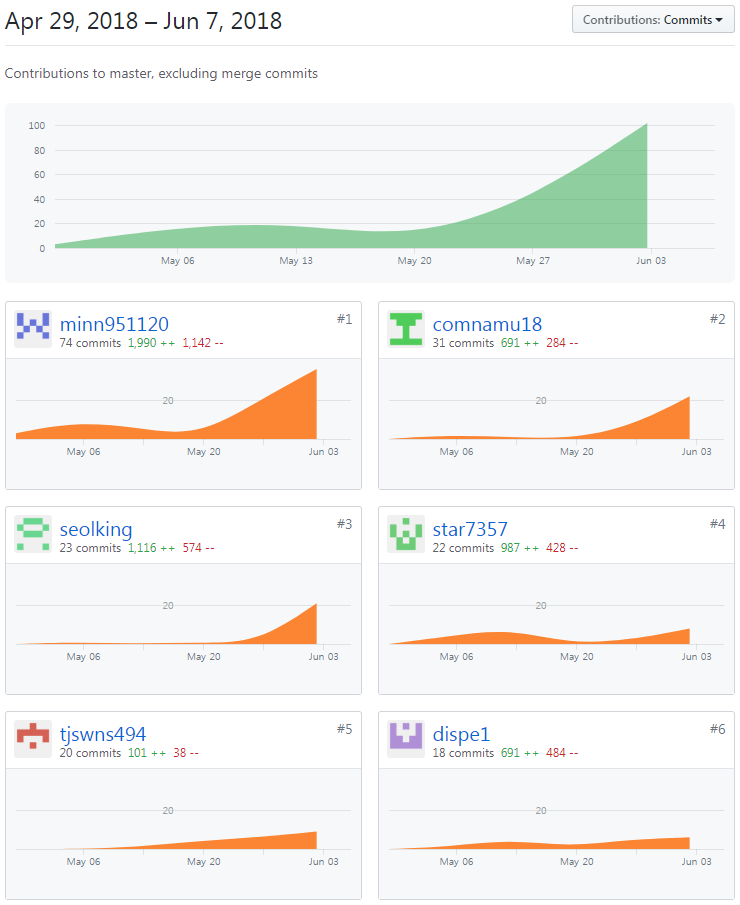 Apr 29, 2018 – Jun 7, 2018
Contributions: Commits
Contributions to master, excluding merge commits
100
80
60
40
20
0
May 06 May 13 May 20 May 27 Jun 03
minn951120 #1
74 commits 1,990 ++ 1,142 --
20
May 06 May 20 Jun 03
comnamu18 #2
31 commits 691 ++ 284 --
20
May 06 May 20 Jun 03
seolking #3
23 commits 1,116 ++ 574 --
20
May 06 May 20 Jun 03
star7357 #4
22 commits 987 ++ 428 --
20
May 06 May 20 Jun 03
tjswns494 #5
20 commits 101 ++ 38 --
20
May 06 May 20 Jun 03
dispe1 #6
18 commits 691 ++ 484 --
20
May 06 May 20 Jun 03